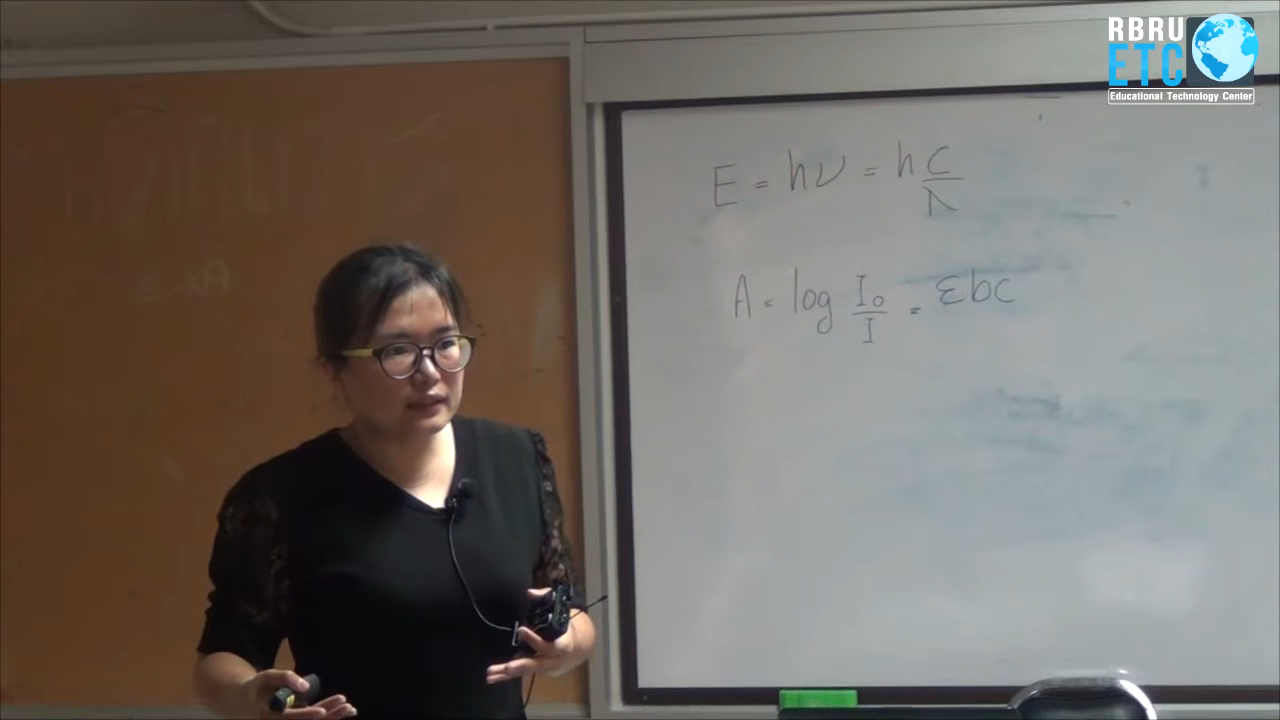 RBRU
ETC
Educational Technology Center
E = hν = h c/λ
A = log I₀/I = εbc